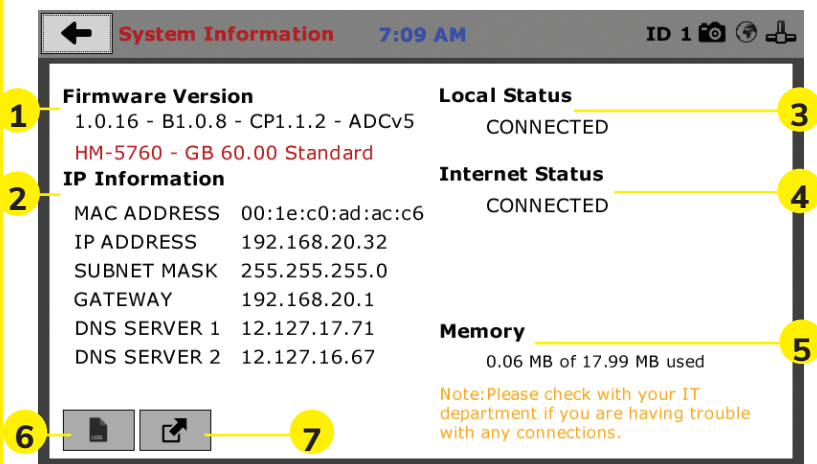 System Information 7:09 AM ID 1
1
Firmware Version
1.0.16 - B1.0.8 - CP1.1.2 - ADCv5
HM-5760 - GB 60.00 Standard
2
IP Information
MAC ADDRESS 00:1e:c0:ad:ac:c6
IP ADDRESS 192.168.20.32
SUBNET MASK 255.255.255.0
GATEWAY 192.168.20.1
DNS SERVER 1 12.127.17.71
DNS SERVER 2 12.127.16.67
6
LOG
7
Local Status
3
CONNECTED
Internet Status
4
CONNECTED
Memory
5
0.06 MB of 17.99 MB used
Note:Please check with your IT
department if you are having trouble
with any connections.